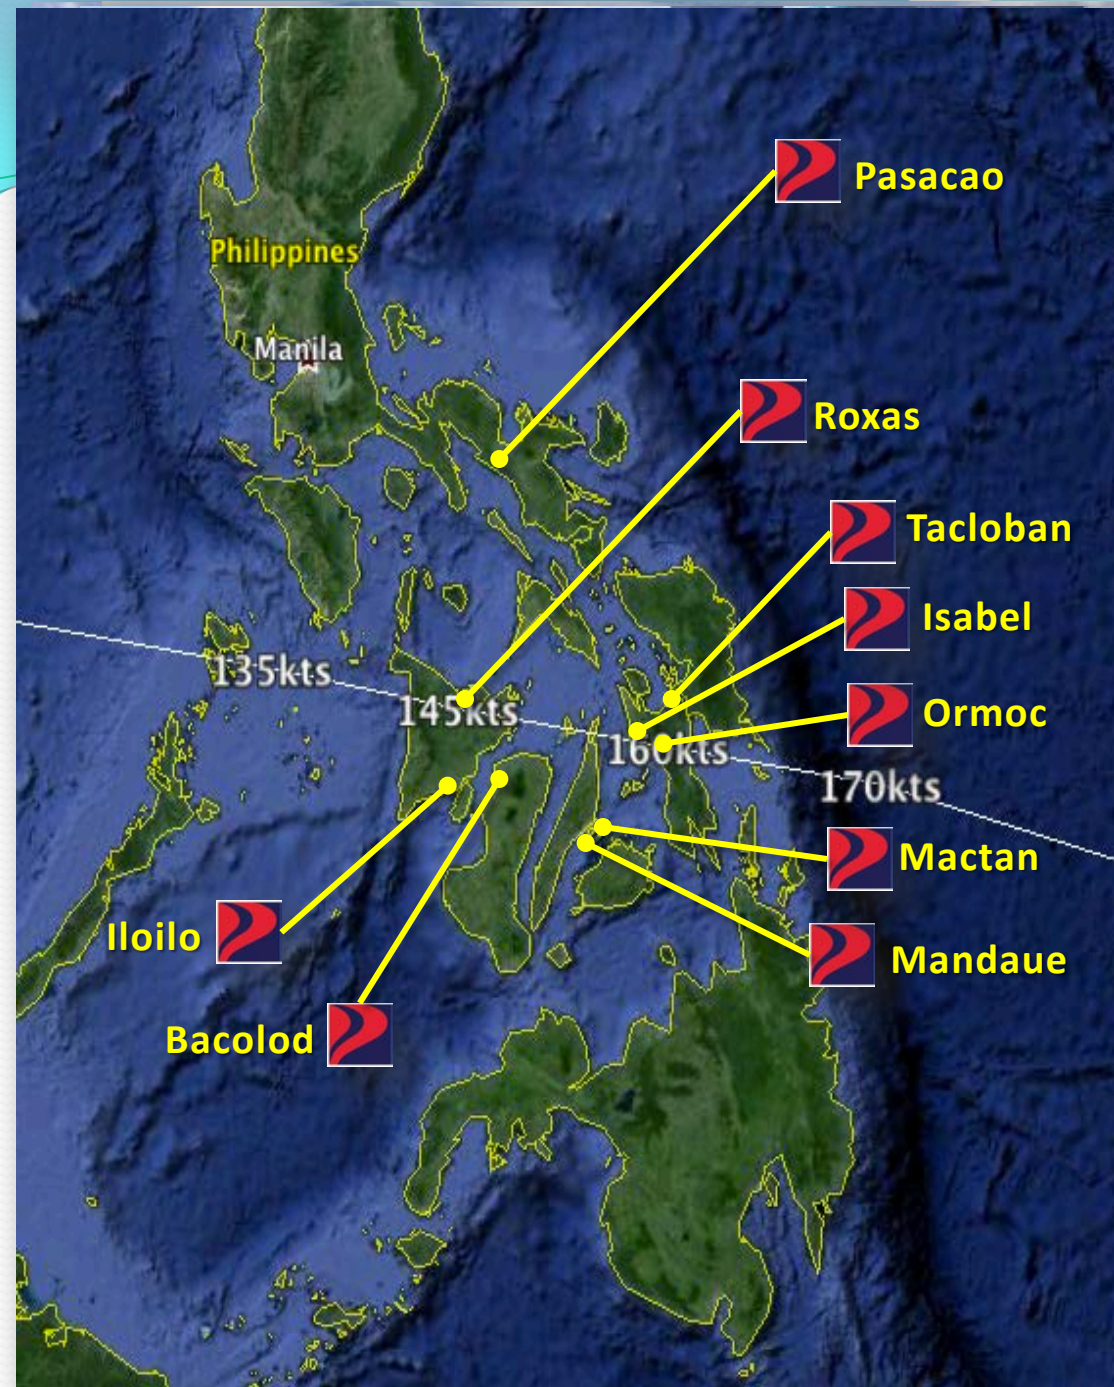 Pasacao
Philippines
Manila
Roxas
Tacloban
Isabel
135kts
145kts
Ormoc
160kts
170kts
Mactan
Iloilo
Mandaue
Bacolod